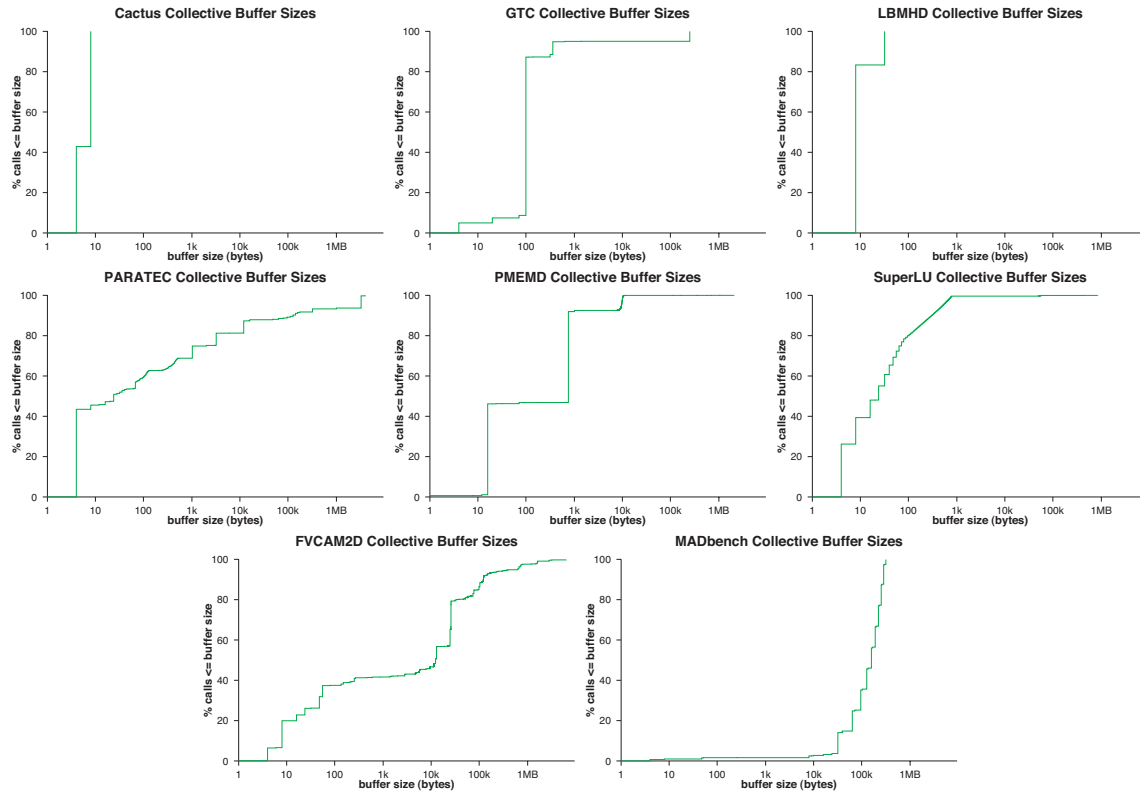 Cactus Collective Buffer Sizes
% calls <= buffer size
100
80
60
40
20
0
1 10 100 1k 10k 100k 1MB
buffer size (bytes)
GTC Collective Buffer Sizes
% calls <= buffer size
100
80
60
40
20
0
1 10 100 1k 10k 100k 1MB
buffer size (bytes)
LBMHD Collective Buffer Sizes
% calls <= buffer size
100
80
60
40
20
0
1 10 100 1k 10k 100k 1MB
buffer size (bytes)
PARATEC Collective Buffer Sizes
% calls <= buffer size
100
80
60
40
20
0
1 10 100 1k 10k 100k 1MB
buffer size (bytes)
PMEMD Collective Buffer Sizes
% calls <= buffer size
100
80
60
40
20
0
1 10 100 1k 10k 100k 1MB
buffer size (bytes)
SuperLU Collective Buffer Sizes
% calls <= buffer size
100
80
60
40
20
0
1 10 100 1k 10k 100k 1MB
buffer size (bytes)
FVCAM2D Collective Buffer Sizes
% calls <= buffer size
100
80
60
40
20
0
1 10 100 1k 10k 100k 1MB
buffer size (bytes)
MADbench Collective Buffer Sizes
% calls <= buffer size
100
80
60
40
20
0
1 10 100 1k 10k 100k 1MB
buffer size (bytes)